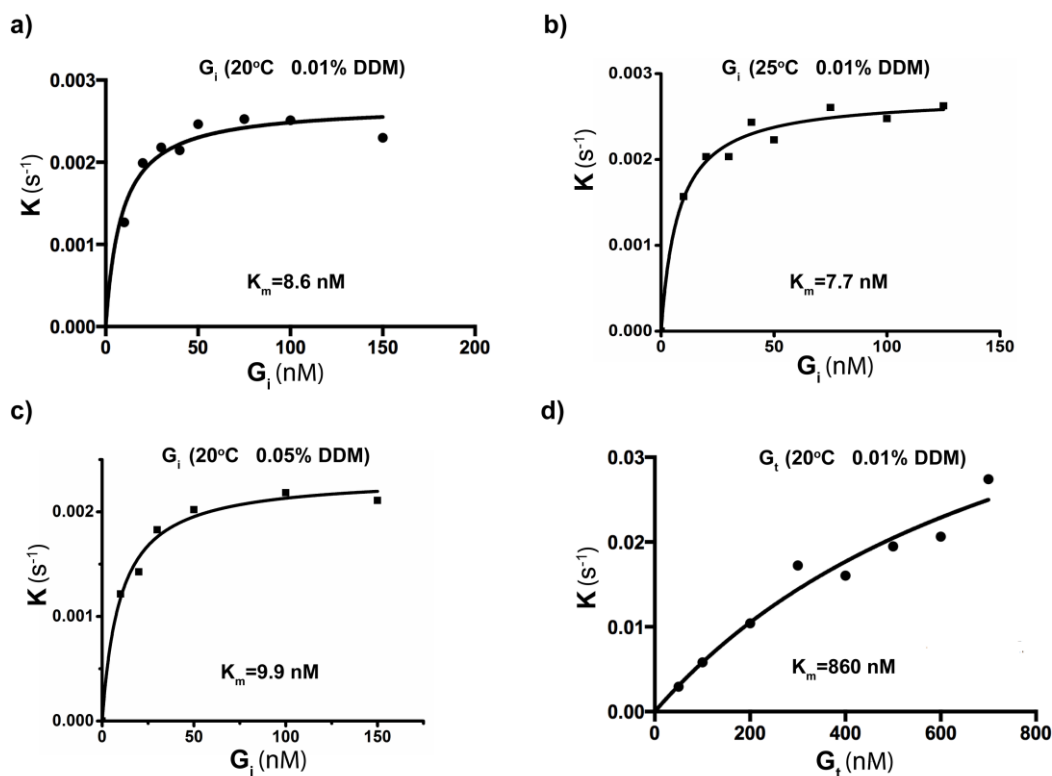 a)
G_i (20°C 0.01% DDM)
0.003
0.002
0.001
0.000
K (s⁻¹)
K_m=8.6 nM
0 50 100 150 200
G_i (nM)
b)
G_i (25°C 0.01% DDM)
0.003
0.002
0.001
0.000
K (s⁻¹)
K_m=7.7 nM
0 50 100 150
G_i (nM)
c)
G_i (20°C 0.05% DDM)
0.002
0.001
0.000
K (s⁻¹)
K_m=9.9 nM
0 50 100 150
G_i (nM)
d)
G_t (20°C 0.01% DDM)
0.03
0.02
0.01
0.00
K (s⁻¹)
K_m=860 nM
0 200 400 600 800
G_t (nM)